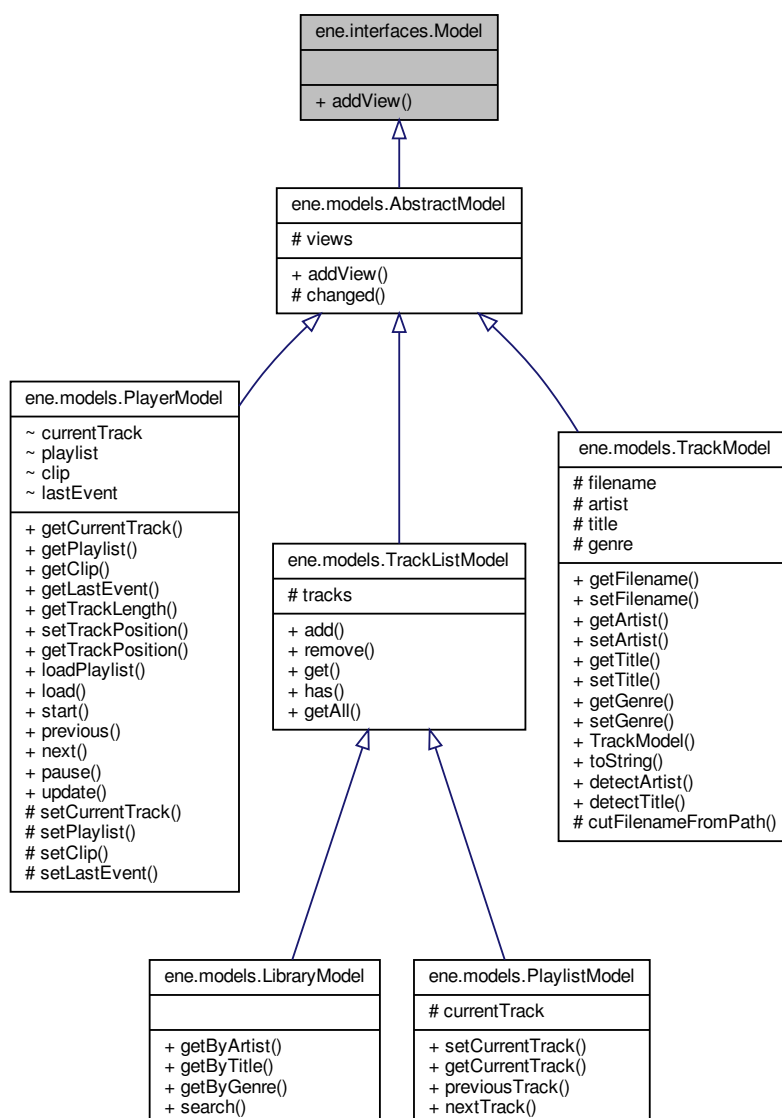 ene.interfaces.Model
+ addView()
ene.models.AbstractModel
# views
+ addView()
# changed()
ene.models.PlayerModel
~ currentTrack
~ playlist
~ clip
~ lastEvent
+ getCurrentTrack()
+ getPlaylist()
+ getClip()
+ getLastEvent()
+ getTrackLength()
+ setTrackPosition()
+ getTrackPosition()
+ loadPlaylist()
+ load()
+ start()
+ previous()
+ next()
+ pause()
+ update()
# setCurrentTrack()
# setPlaylist()
# setClip()
# setLastEvent()
ene.models.TrackListModel
# tracks
+ add()
+ remove()
+ get()
+ has()
+ getAll()
ene.models.TrackModel
# filename
# artist
# title
# genre
+ getFilename()
+ setFilename()
+ getArtist()
+ setArtist()
+ getTitle()
+ setTitle()
+ getGenre()
+ setGenre()
+ TrackModel()
+ toString()
+ detectArtist()
+ detectTitle()
# cutFilenameFromPath()
ene.models.LibraryModel
+ getByArtist()
+ getByTitle()
+ getByGenre()
+ search()
ene.models.PlaylistModel
# currentTrack
+ setCurrentTrack()
+ getCurrentTrack()
+ previousTrack()
+ nextTrack()